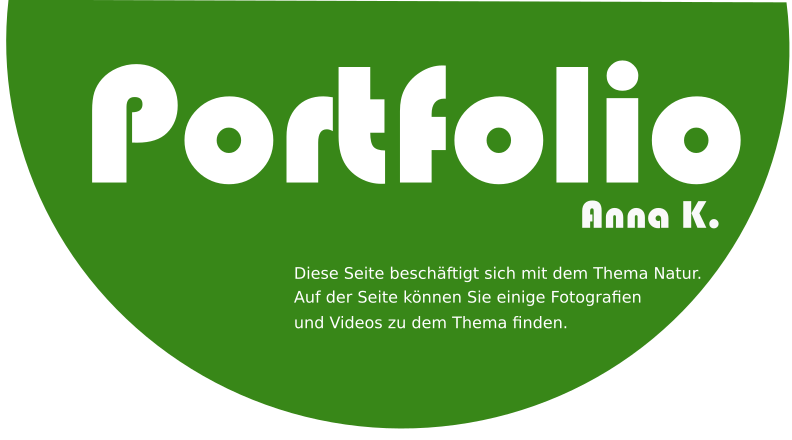 Portfolio
Anna K.
Diese Seite beschäftigt sich mit dem Thema Natur.
Auf der Seite können Sie einige Fotografien
und Videos zu dem Thema finden.